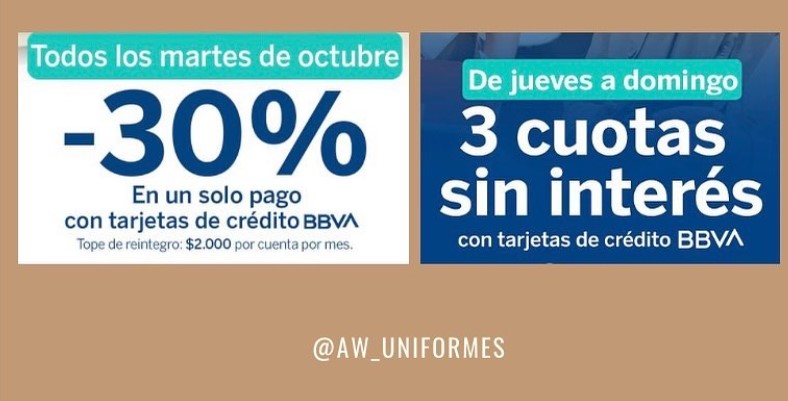 Todos los martes de octubre
-30%
En un solo pago
con tarjetas de crédito BBVA
Tope de reintegro: $2.000 por cuenta por mes.
De jueves a domingo
3 cuotas
sin interés
con tarjetas de crédito BBVA
@AW_UNIFORMES